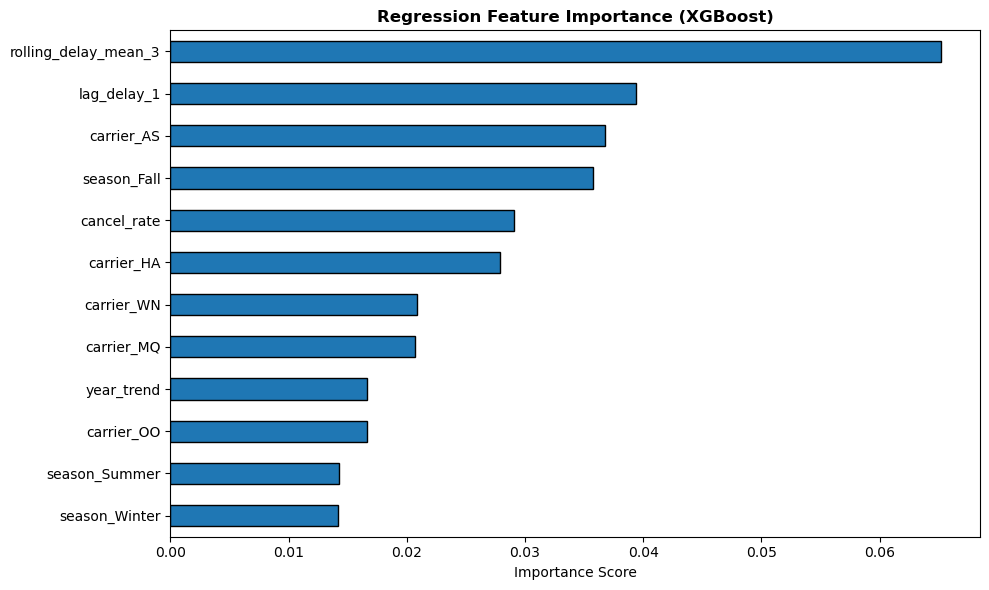 Regression Feature Importance (XGBoost)
rolling_delay_mean_3
lag_delay_1
carrier_AS
season_Fall
cancel_rate
carrier_HA
carrier_WN
carrier_MQ
year_trend
carrier_OO
season_Summer
season_Winter
0.00 0.01 0.02 0.03 0.04 0.05 0.06
Importance Score